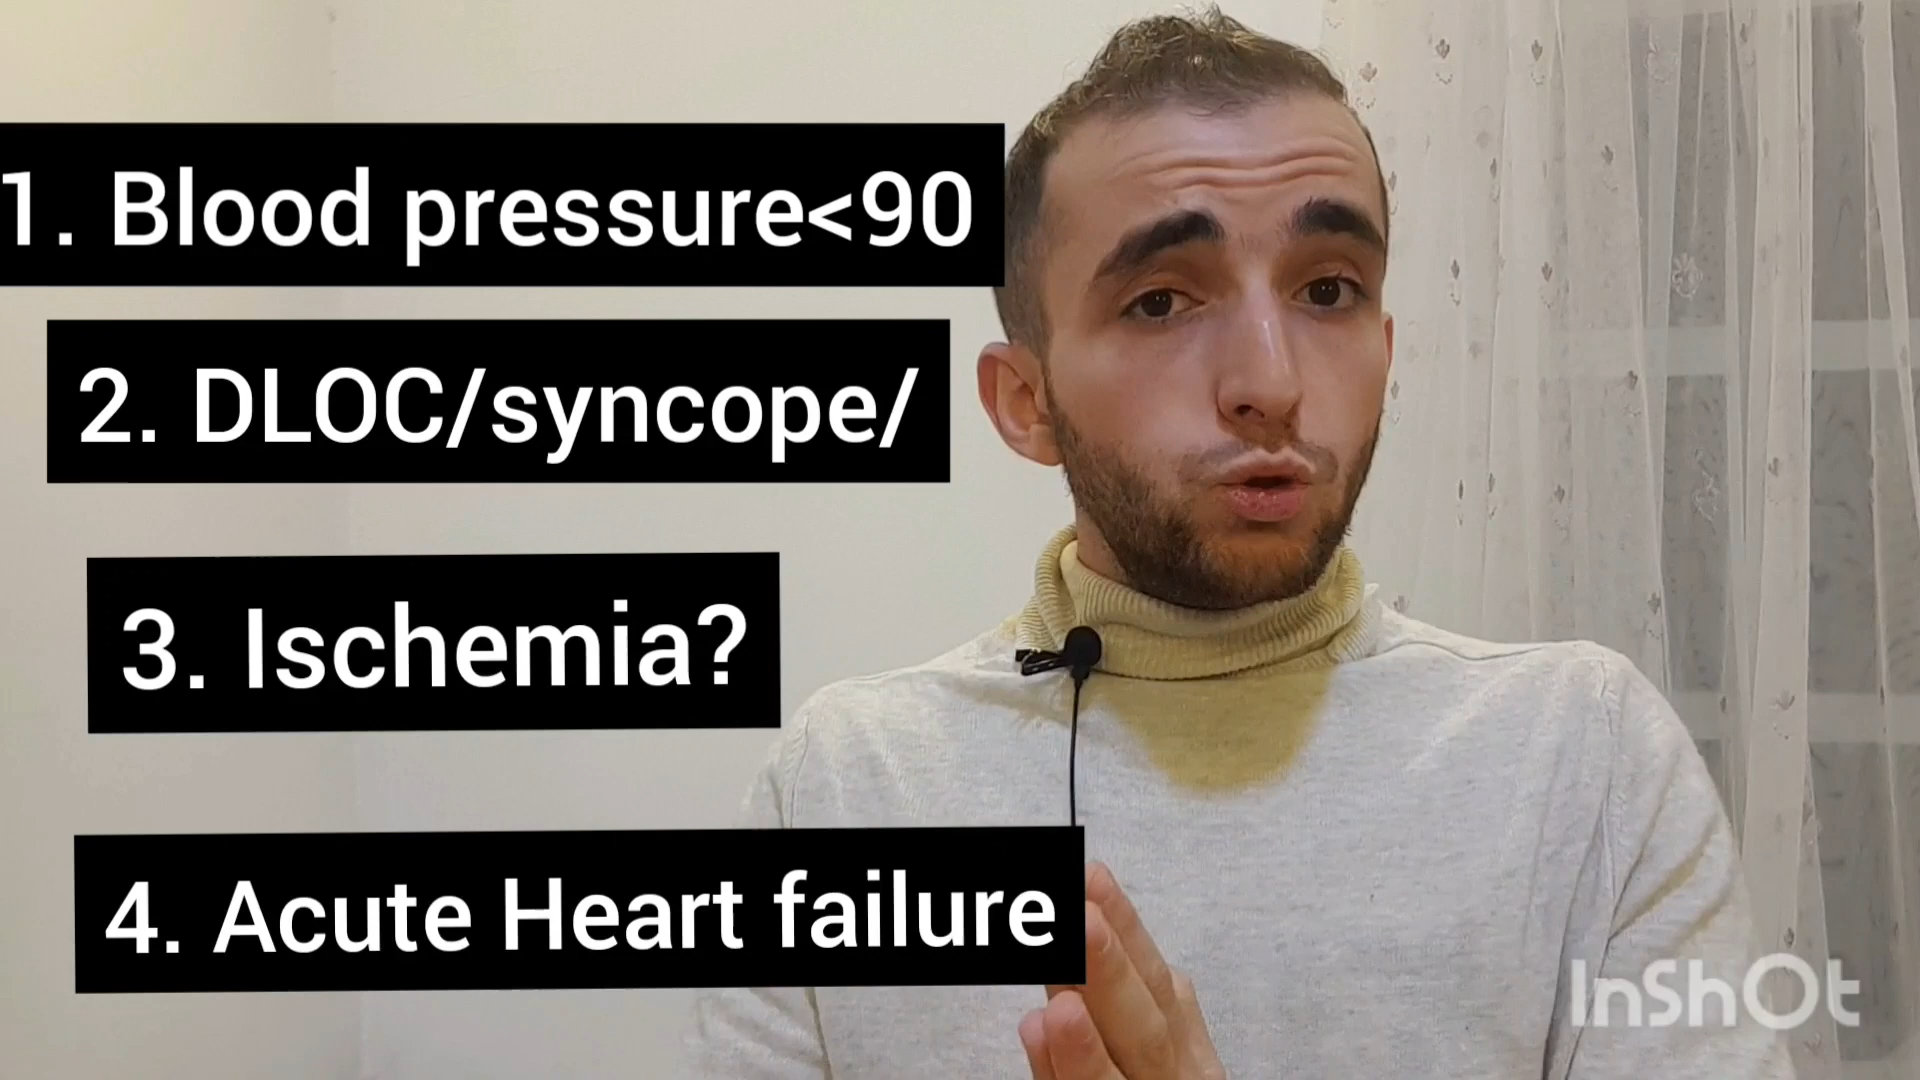 1. Blood pressure<90
2. DLOC/syncope/
3. Ischemia?
4. Acute Heart failure
InShOt